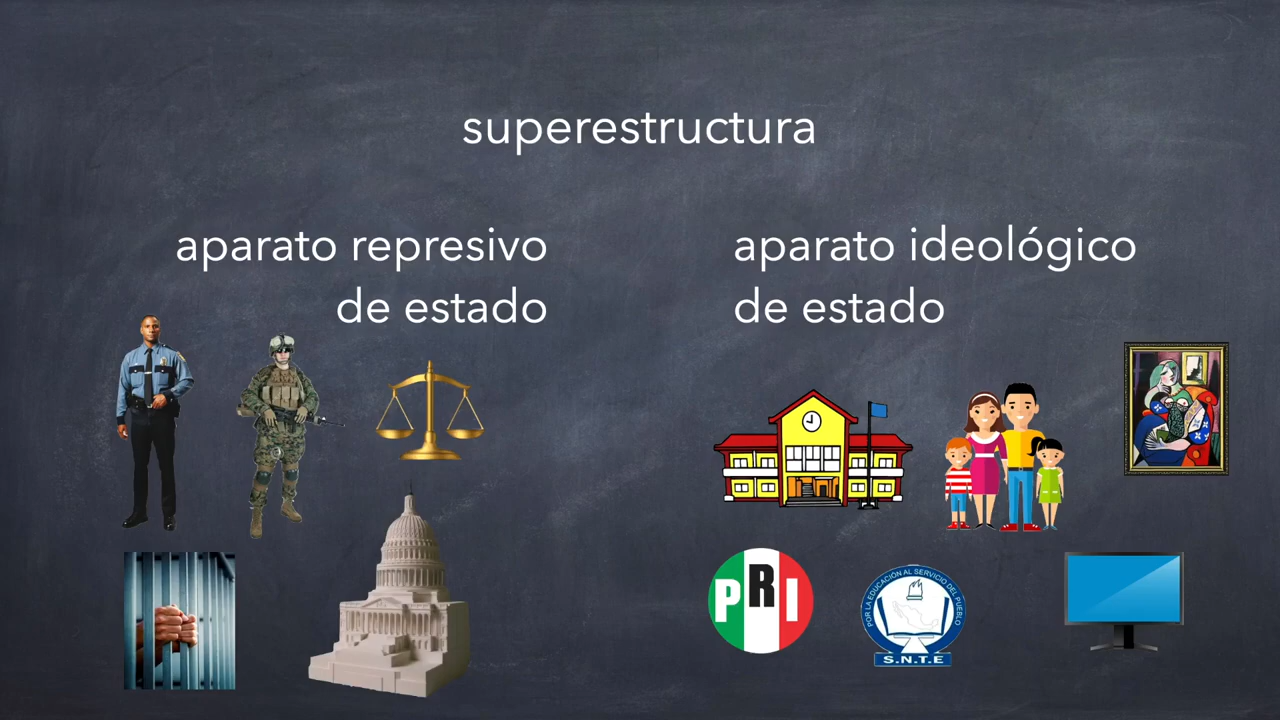 superestructura
aparato represivo
de estado
aparato ideológico
de estado
PRI
POR LA EDUCACIÓN AL SERVICIO DEL PUEBLO
S.N.T.E